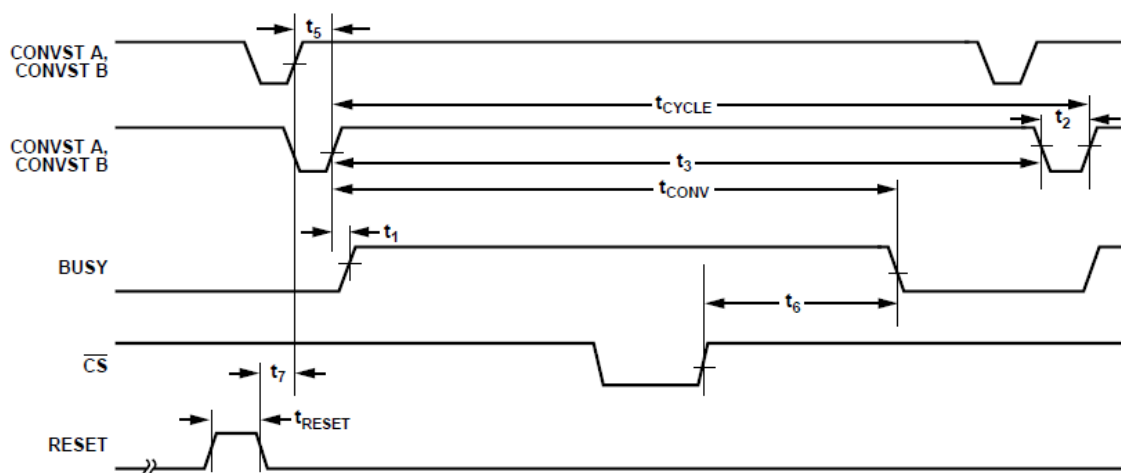 t5
CONVST A,
CONVST B
tCYCLE
t2
CONVST A,
CONVST B
t3
tCONV
t1
BUSY
t6
CS
t7
tRESET
RESET